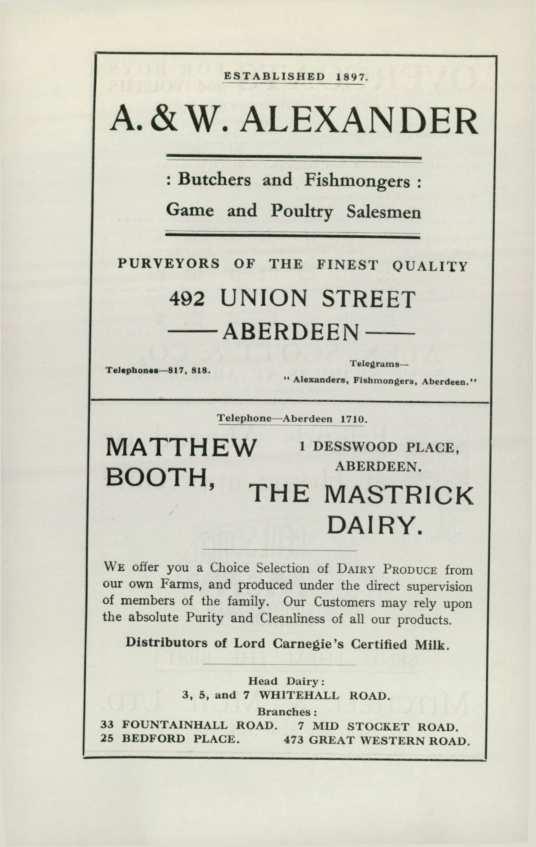 ESTABLISHED 1897.
A. & W. ALEXANDER
: Butchers and Fishmongers :
Game and Poultry Salesmen
PURVEYORS OF THE FINEST QUALITY
492 UNION STREET
— ABERDEEN —
Telephones—817, 818.
Telegrams—
" Alexanders, Fishmongers, Aberdeen."
Telephone—Aberdeen 1710.
MATTHEW
BOOTH,
1 DESSWOOD PLACE,
ABERDEEN.
THE MASTRICK
DAIRY.
WE offer you a Choice Selection of DAIRY PRODUCE from
our own Farms, and produced under the direct supervision
of members of the family. Our Customers may rely upon
the absolute Purity and Cleanliness of all our products.
Distributors of Lord Carnegie's Certified Milk.
Head Dairy:
3, 5, and 7 WHITEHALL ROAD.
Branches:
33 FOUNTAINHALL ROAD. 7 MID STOCKET ROAD.
25 BEDFORD PLACE. 473 GREAT WESTERN ROAD.